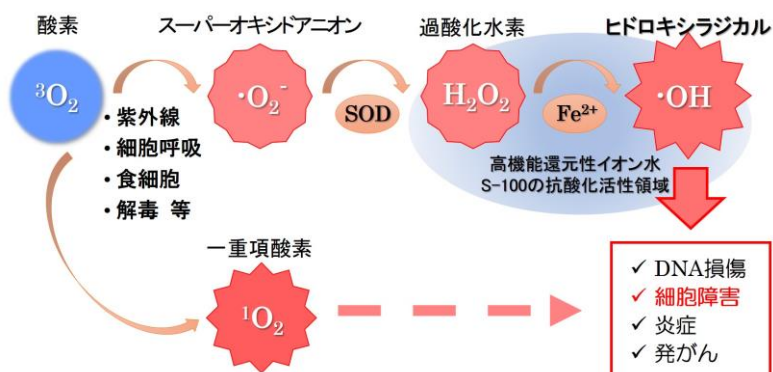 酸素
スーパーオキシドアニオン
過酸化水素
ヒドロキシラジカル
³O₂
・O₂⁻
SOD
H₂O₂
Fe²⁺
・OH
・紫外線
・細胞呼吸
・食細胞
・解毒 等
高機能還元性イオン水
S-100の抗酸化活性領域
一重項酸素
¹O₂
✓ DNA損傷
✓ 細胞障害
✓ 炎症
✓ 発がん